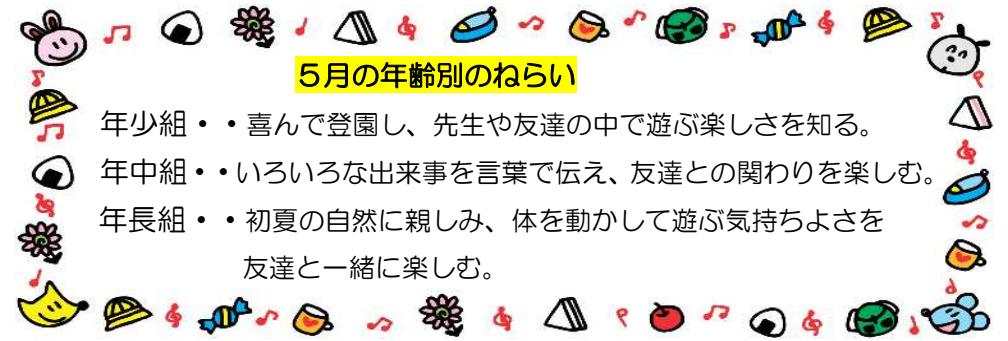 ５月の年齢別のねらい
年少組・・喜んで登園し、先生や友達の中で遊ぶ楽しさを知る。
年中組・・いろいろな出来事を言葉で伝え、友達との関わりを楽しむ。
年長組・・初夏の自然に親しみ、体を動かして遊ぶ気持ちよさを
友達と一緒に楽しむ。